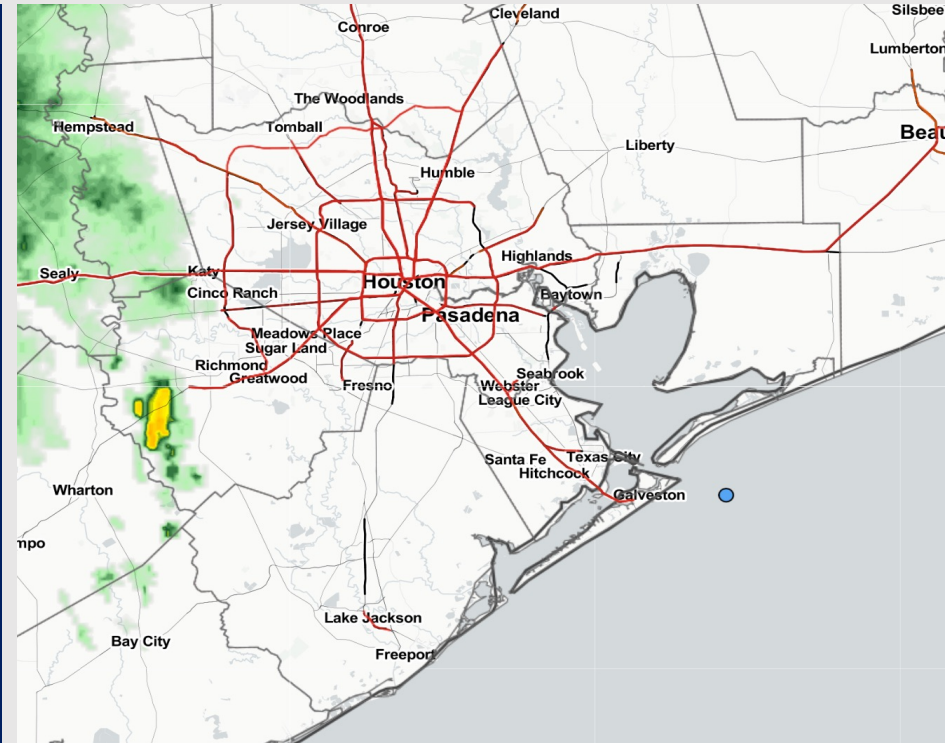 Silsbee
Cleveland
Conroe
Lumberton
The Woodlands
Hempstead
Tomball
Beau
Liberty
Humble
Jersey Village
Highlands
Sealy
Katy
Houston
Cinco Ranch
Baytown
Pasadena
Meadows Place
Sugar Land
Richmond
Seabrook
Greatwood
Fresno
Webster
League City
Santa Fe
Texas City
Hitchcock
Wharton
Galveston
mpo
Lake Jackson
Bay City
Freeport